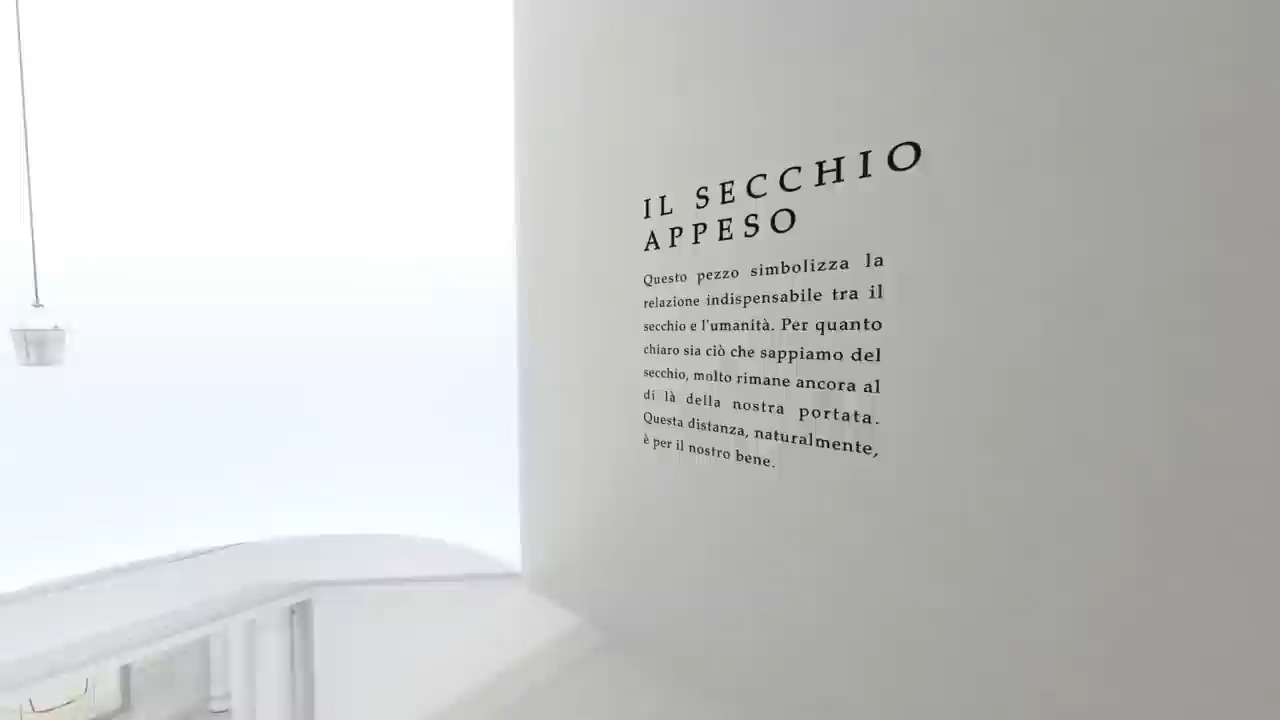 IL SECCHIO
APPESO
Questo pezzo simbolizza la
relazione indispensabile tra il
secchio e l'umanità. Per quanto
chiaro sia ciò che sappiamo del
secchio, molto rimane ancora al
di là della nostra portata.
Questa distanza, naturalmente,
è per il nostro bene.